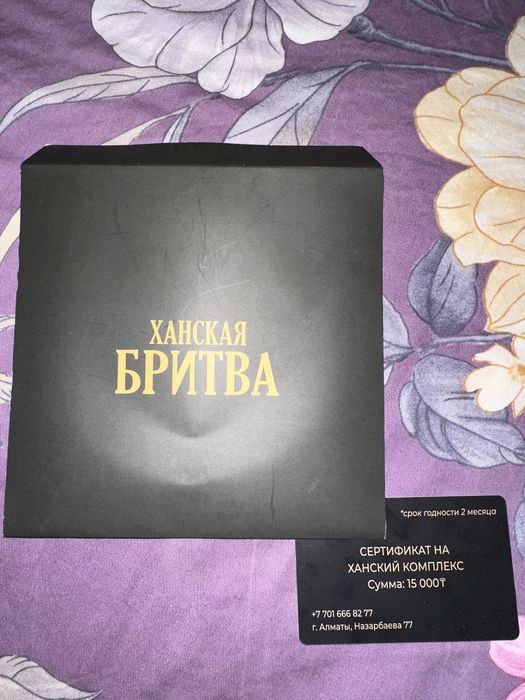 ХАНСКАЯ
БРИТВА
*срок годности 2 месяца
СЕРТИФИКАТ НА
ХАНСКИЙ КОМПЛЕКС
Сумма: 15 000₸
+7 701 666 82 77
г. Алматы, Назарбаева 77